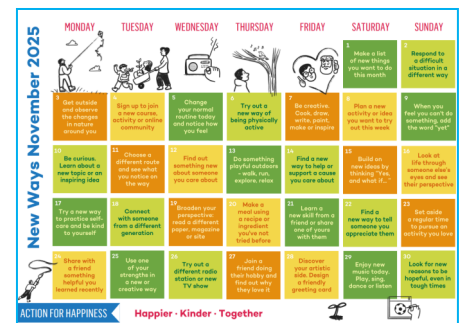 New Ways November 2025
MONDAY TUESDAY WEDNESDAY THURSDAY FRIDAY SATURDAY SUNDAY
1
Make a list
of new things
you want to do
this month
2
Respond to
a difficult
situation in a
different way
3
Get outside
and observe
the changes
in nature
around you
4
Sign up to join
a new course,
activity or online
community
5
Change your
normal routine
today and notice
how you feel
6
Try out a new
way of being
physically
active
7
Be creative.
Cook, draw,
write, paint,
make or inspire
8
Plan a new
activity or idea
you want to try
out this week
9
When you
feel you can't do
something, add
the word "yet"
10
Be curious.
Learn about a
new topic or an
inspiring idea
11
Choose a
different route
and see what
you notice on
the way
12
Find out
something new
about someone
you care about
13
Do something
playful outdoors
- walk, run,
explore, relax
14
Find a new way
to help or
support a cause
you care about
15
Build on
new ideas by
thinking "Yes,
and what if..."
16
Look at
life through
someone else's
eyes and see
their perspective
17
Try a new way
to practice self-
care and be kind
to yourself
18
Connect with
someone from a
different
generation
19
Broaden your
perspective:
read a different
paper, magazine
or site
20
Make a
meal using
a recipe or
ingredient
you've not
tried before
21
Learn a new
skill from a
friend or share
one of yours
with them
22
Find a
new way to tell
someone you
appreciate them
23
Set aside
a regular time
to pursue an
activity you love
24
Share with
a friend
something
helpful you
learned recently
25
Use one of
your strengths
in a new or
creative way
26
Try out a
different radio
station or new
TV show
27
Join a
friend doing
their hobby and
find out why
they love it
28
Discover
your artistic
side. Design a
friendly
greeting card
29
Enjoy new
music today.
Play, sing,
dance or listen
30
Look for new
reasons to be
hopeful, even in
tough times
ACTION FOR HAPPINESS
Happier · Kinder · Together